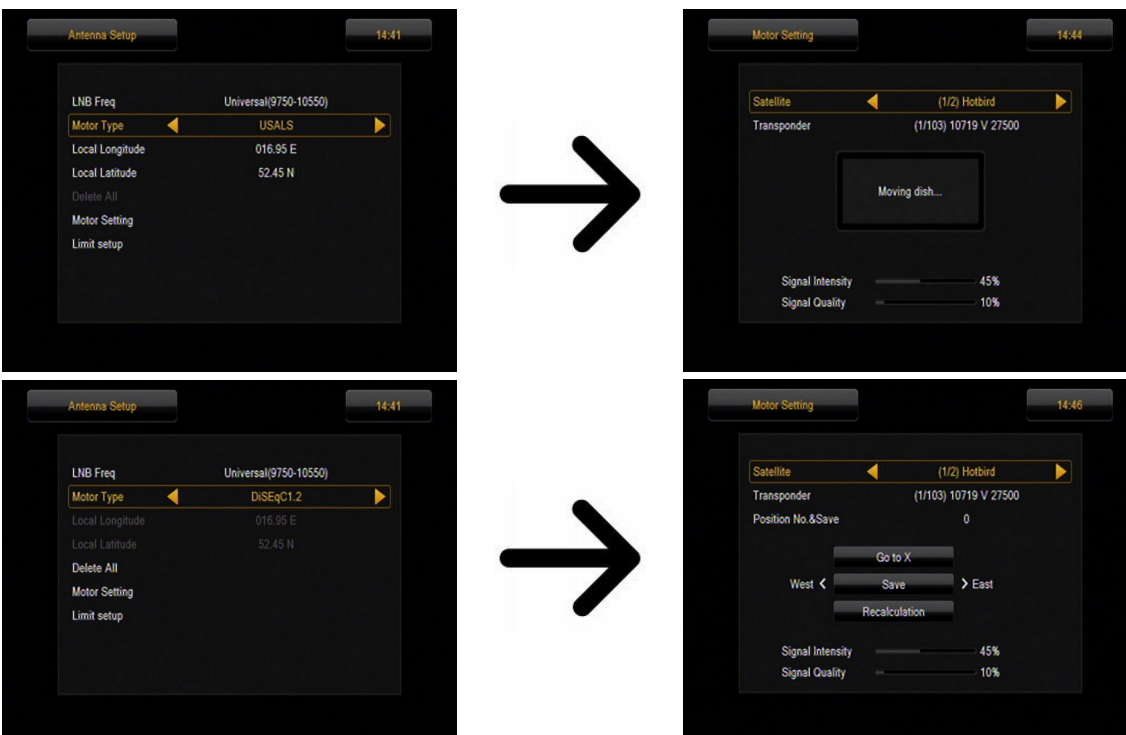 Antenna Setup 14:41
LNB Freq Universal(9750-10550)
Motor Type USALS
Local Longitude 016.95 E
Local Latitude 52.45 N
Delete All
Motor Setting
Limit setup
Motor Setting 14:44
Satellite (1/2) Hotbird
Transponder (1/103) 10719 V 27500
Moving dish...
Signal Intensity 45%
Signal Quality 10%
Antenna Setup 14:41
LNB Freq Universal(9750-10550)
Motor Type DiSEqC1.2
Local Longitude 016.95 E
Local Latitude 52.45 N
Delete All
Motor Setting
Limit setup
Motor Setting 14:46
Satellite (1/2) Hotbird
Transponder (1/103) 10719 V 27500
Position No.&Save 0
Go to X
West < Save > East
Recalculation
Signal Intensity 45%
Signal Quality 10%